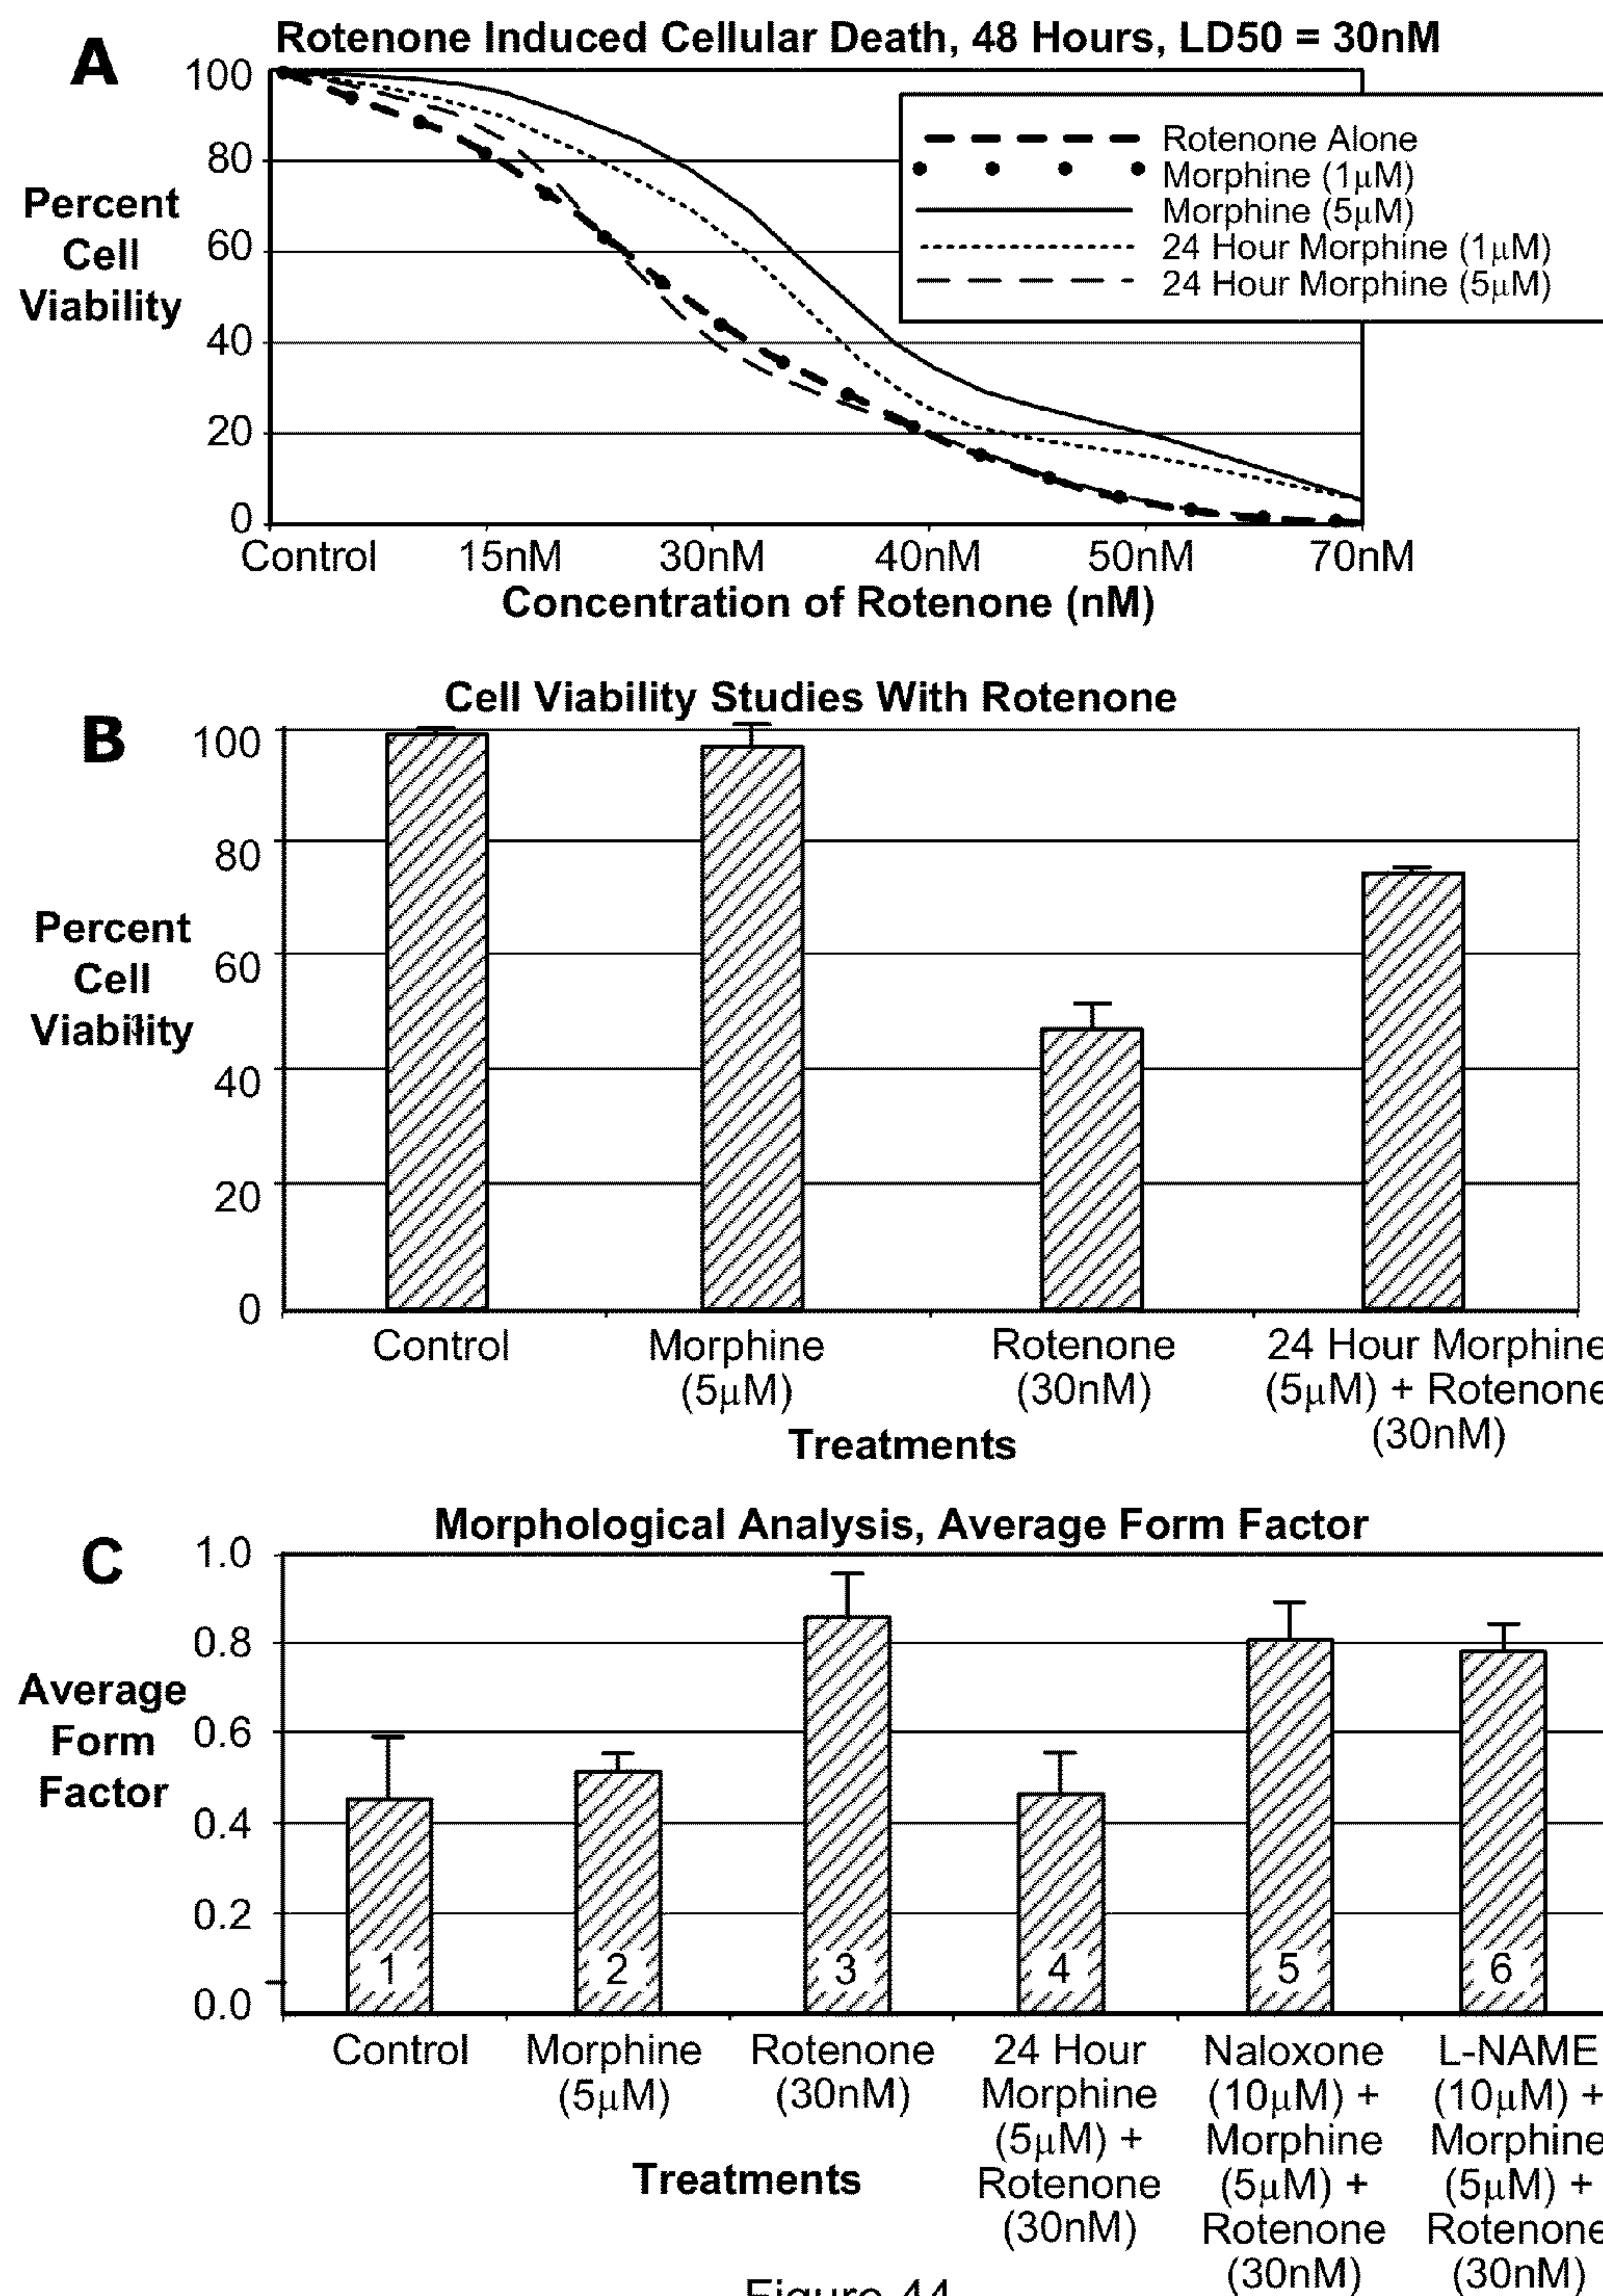 A
Rotenone Induced Cellular Death, 48 Hours, LD50 = 30nM
Percent
Cell
Viability
100
80
60
40
20
0
Rotenone Alone
Morphine (1µM)
Morphine (5µM)
24 Hour Morphine (1µM)
24 Hour Morphine (5µM)
Control 15nM 30nM 40nM 50nM 70nM
Concentration of Rotenone (nM)
B
Cell Viability Studies With Rotenone
Percent
Cell
Viability
100
80
60
40
20
0
Control
Morphine
(5µM)
Rotenone
(30nM)
24 Hour Morphine
(5µM) + Rotenone
(30nM)
Treatments
C
Morphological Analysis, Average Form Factor
Average
Form
Factor
1.0
0.8
0.6
0.4
0.2
0.0
1 2 3 4 5 6
Control
Morphine
(5µM)
Rotenone
(30nM)
24 Hour
Morphine
(5µM) +
Rotenone
(30nM)
Naloxone
(10µM) +
Morphine
(5µM) +
Rotenone
(30nM)
L-NAME
(10µM) +
Morphine
(5µM) +
Rotenone
(30nM)
Treatments
Figure 44